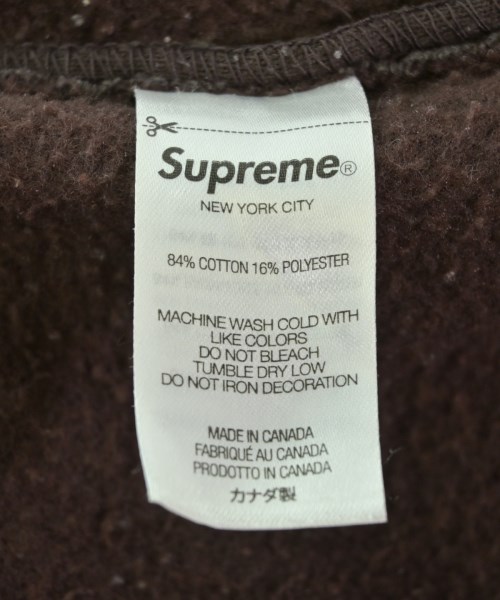 Supreme®
NEW YORK CITY
84% COTTON 16% POLYESTER
MACHINE WASH COLD WITH
LIKE COLORS
DO NOT BLEACH
TUMBLE DRY LOW
DO NOT IRON DECORATION
MADE IN CANADA
FABRIQUÉ AU CANADA
PRODOTTO IN CANADA
カナダ製